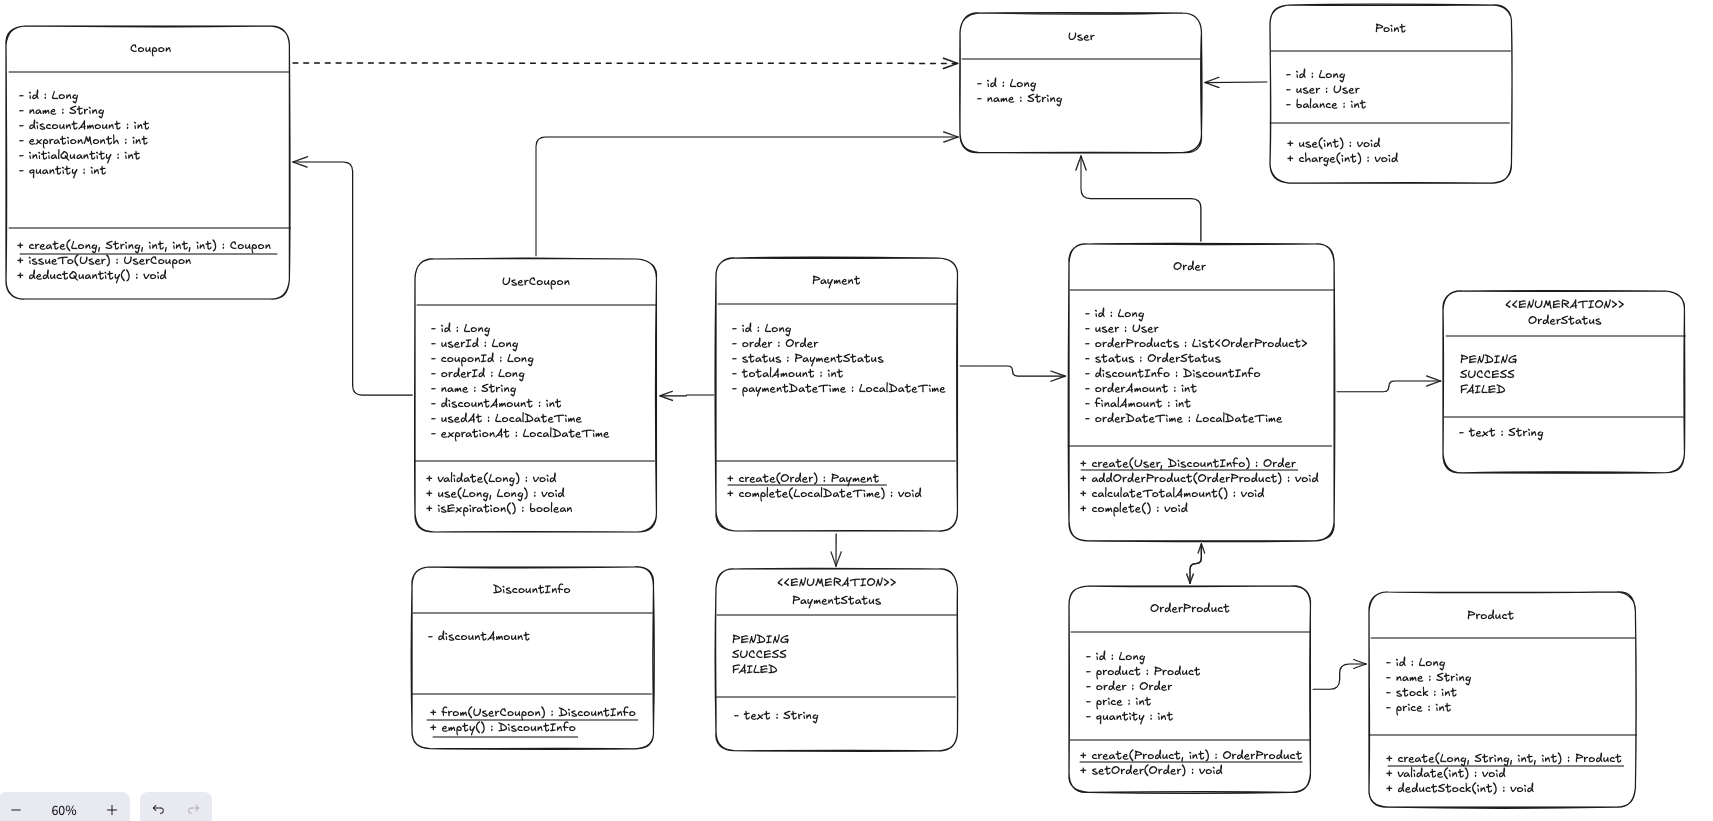 Coupon
- id : Long
- name : String
- discountAmount : int
- exprationMonth : int
- initialQuantity : int
- quantity : int
+ create(Long, String, int, int, int) : Coupon
+ issueTo(User) : UserCoupon
+ deductQuantity() : void
User
- id : Long
- name : String
Point
- id : Long
- user : User
- balance : int
+ use(int) : void
+ charge(int) : void
UserCoupon
- id : Long
- userId : Long
- couponId : Long
- orderId : Long
- name : String
- discountAmount : int
- usedAt : LocalDateTime
- exprationAt : LocalDateTime
+ validate(Long) : void
+ use(Long, Long) : void
+ isExpiration() : boolean
Payment
- id : Long
- order : Order
- status : PaymentStatus
- totalAmount : int
- paymentDateTime : LocalDateTime
+ create(Order) : Payment
+ complete(LocalDateTime) : void
Order
- id : Long
- user : User
- orderProducts : List<OrderProduct>
- status : OrderStatus
- discountInfo : DiscountInfo
- orderAmount : int
- finalAmount : int
- orderDateTime : LocalDateTime
+ create(User, DiscountInfo) : Order
+ addOrderProduct(OrderProduct) : void
+ calculateTotalAmount() : void
+ complete() : void
<<ENUMERATION>>
OrderStatus
PENDING
SUCCESS
FAILED
- text : String
DiscountInfo
- discountAmount
+ from(UserCoupon) : DiscountInfo
+ empty() : DiscountInfo
<<ENUMERATION>>
PaymentStatus
PENDING
SUCCESS
FAILED
- text : String
OrderProduct
- id : Long
- product : Product
- order : Order
- price : int
- quantity : int
+ create(Product, int) : OrderProduct
+ setOrder(Order) : void
Product
- id : Long
- name : String
- stock : int
- price : int
+ create(Long, String, int, int) : Product
+ validate(int) : void
+ deductStock(int) : void
60%